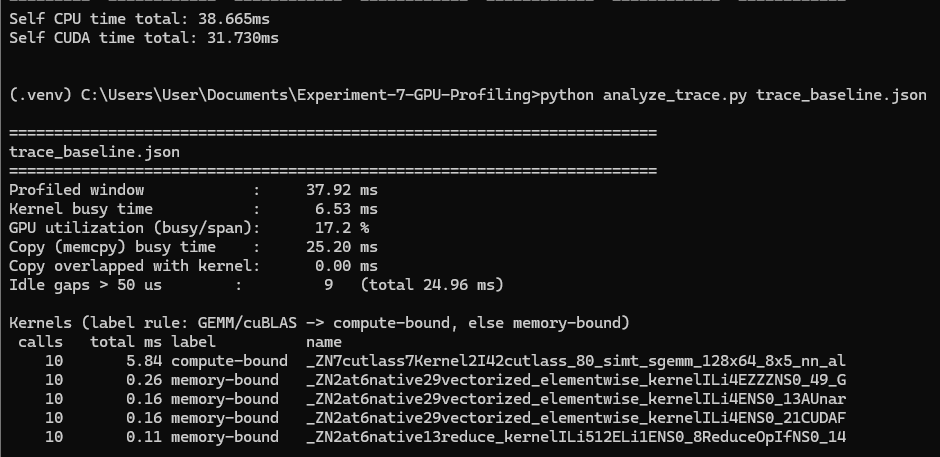 Self CPU time total: 38.665ms
Self CUDA time total: 31.730ms
(.venv) C:\Users\User\Documents\Experiment-7-GPU-Profiling>python analyze_trace.py trace_baseline.json
========================================================================
trace_baseline.json
========================================================================
Profiled window            :     37.92 ms
Kernel busy time           :      6.53 ms
GPU utilization (busy/span):      17.2 %
Copy (memcpy) busy time    :     25.20 ms
Copy overlapped with kernel:      0.00 ms
Idle gaps > 50 us        :         9   (total 24.96 ms)
Kernels (label rule: GEMM/cuBLAS -> compute-bound, else memory-bound)
 calls   total ms label          name
    10       5.84 compute-bound  _ZN7cutlass7Kernel2I42cutlass_80_simt_sgemm_128x64_8x5_nn_al
    10       0.26 memory-bound   _ZN2at6native29vectorized_elementwise_kernelILi4EZZZNS0_49_G
    10       0.16 memory-bound   _ZN2at6native29vectorized_elementwise_kernelILi4ENS0_13AUnar
    10       0.16 memory-bound   _ZN2at6native29vectorized_elementwise_kernelILi4ENS0_21CUDAF
    10       0.11 memory-bound   _ZN2at6native13reduce_kernelILi512ELi1ENS0_8ReduceOpIfNS0_14